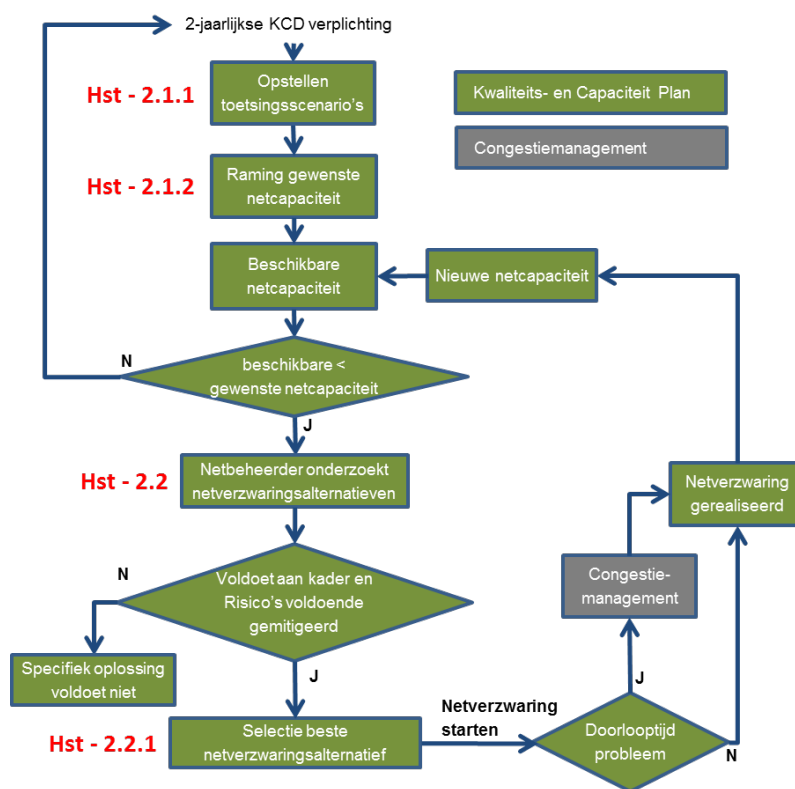 2-jaarlijkse KCD verplichting
Hst - 2.1.1
Opstellen
toetsingsscenario's
Kwaliteits- en Capaciteit Plan
Congestiemanagement
Hst - 2.1.2
Raming gewenste
netcapaciteit
Beschikbare
netcapaciteit
Nieuwe netcapaciteit
N
beschikbare <
gewenste netcapaciteit
J
Hst - 2.2
Netbeheerder onderzoekt
netverzwaringsalternatieven
Netverzwaring
gerealiseerd
N
Voldoet aan kader en
Risico's voldoende
gemitigeerd
Congestie-
management
Specifiek oplossing
voldoet niet
J
J
Hst - 2.2.1
Selectie beste
netverzwaringsalternatief
Netverzwaring
starten
Doorlooptijd
probleem
N